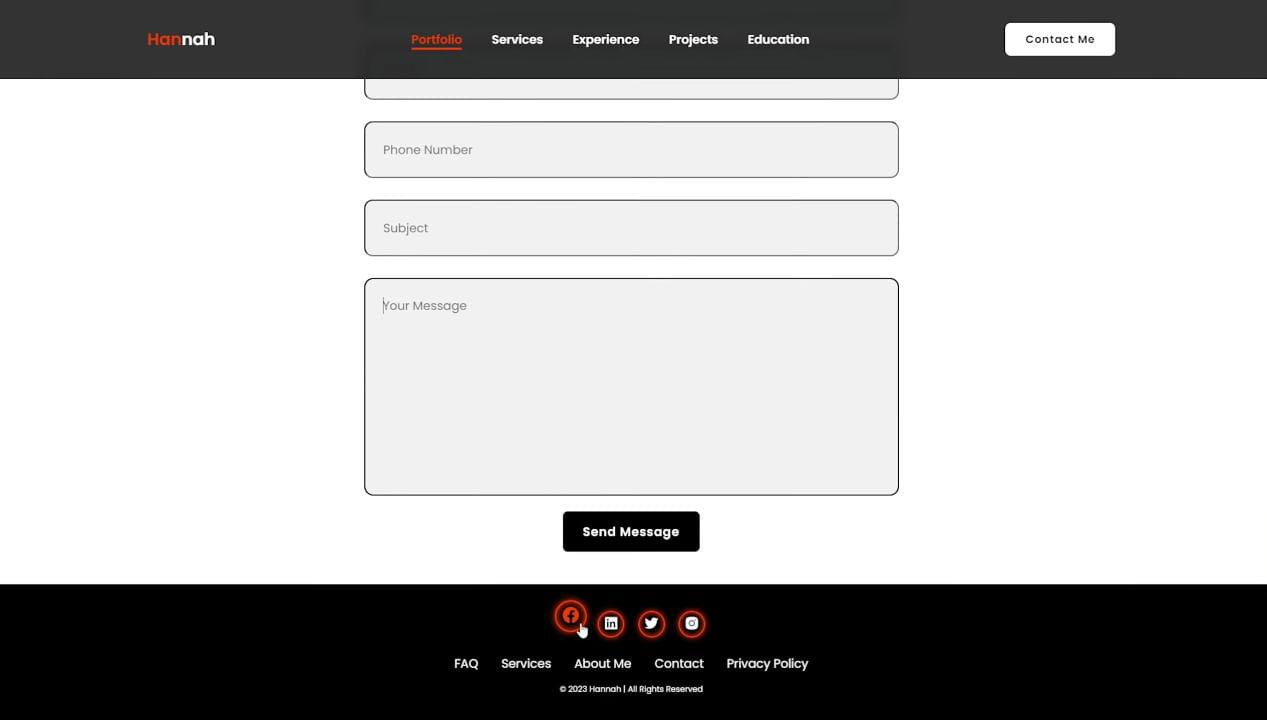 Hannah
Portfolio Services Experience Projects Education
Contact Me
Phone Number
Subject
Your Message
Send Message
FAQ Services About Me Contact Privacy Policy
© 2023 Hannah | All Rights Reserved